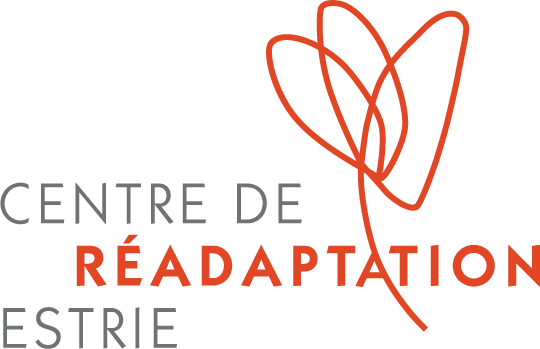 CENTRE DE
RÉADAPTATION
ESTRIE